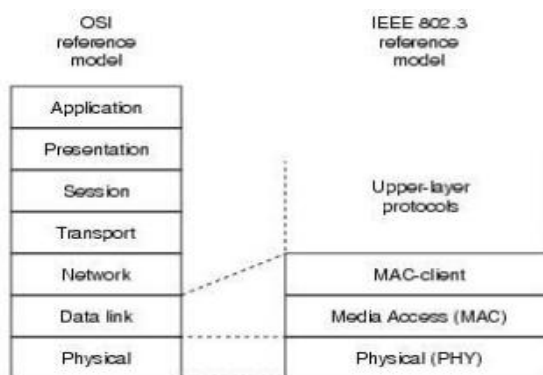 OSI
reference
model
IEEE 802.3
reference
model
Application
Presentation
Session
Transport
Network
Data link
Physical
Upper-layer
protocols
MAC-client
Media Access (MAC)
Physical (PHY)